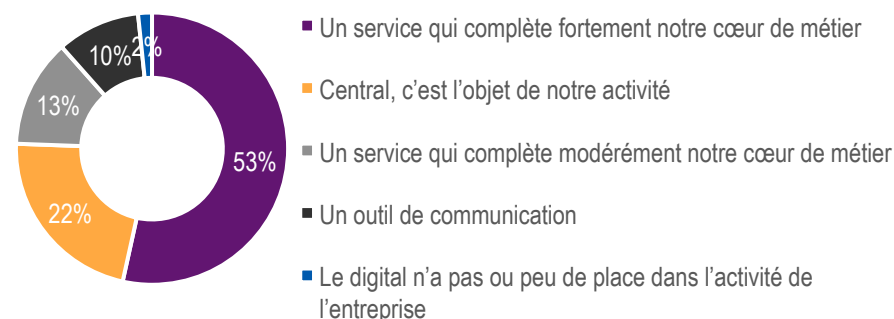 Un service qui complète fortement notre cœur de métier
10%
2%
Central, c’est l’objet de notre activité
13%
Un service qui complète modérément notre cœur de métier
53%
22%
Un outil de communication
Le digital n’a pas ou peu de place dans l’activité de
l’entreprise